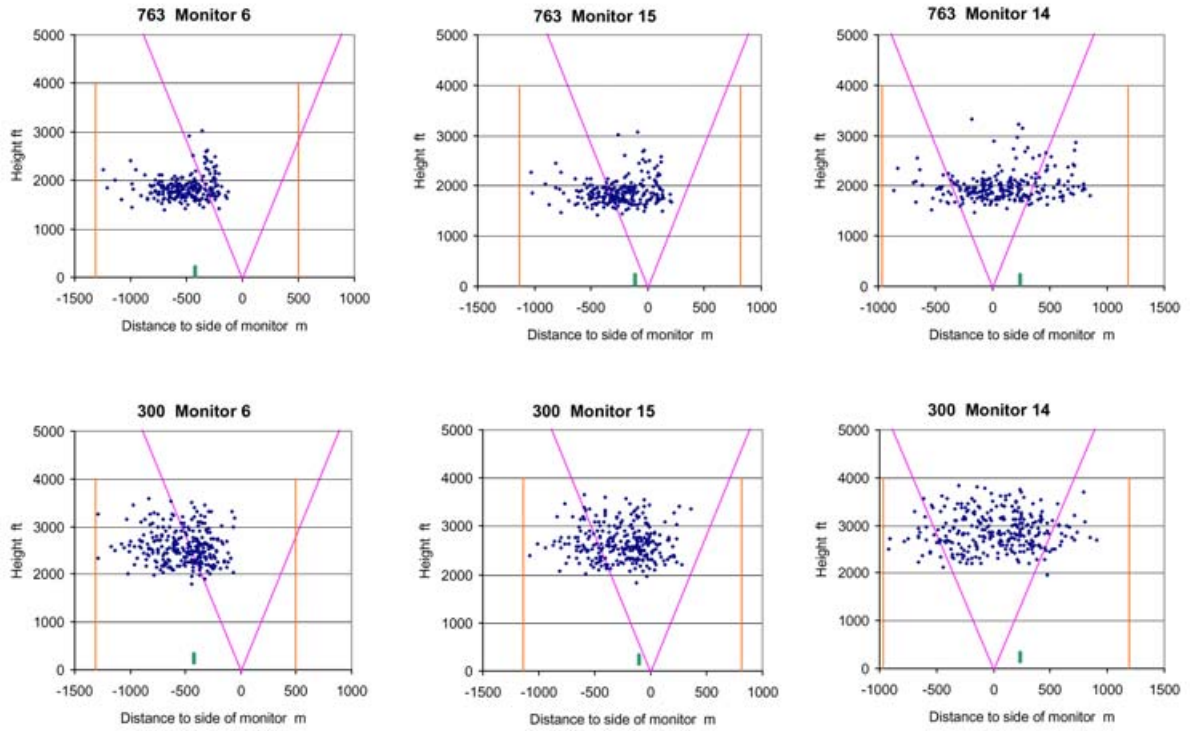 763 Monitor 6
5000
4000
3000
2000
1000
0
Height ft
-1500 -1000 -500 0 500 1000
Distance to side of monitor m
763 Monitor 15
5000
4000
3000
2000
1000
0
Height ft
-1500 -1000 -500 0 500 1000
Distance to side of monitor m
763 Monitor 14
5000
4000
3000
2000
1000
0
Height ft
-1000 -500 0 500 1000 1500
Distance to side of monitor m
300 Monitor 6
5000
4000
3000
2000
1000
0
Height ft
-1500 -1000 -500 0 500 1000
Distance to side of monitor m
300 Monitor 15
5000
4000
3000
2000
1000
0
Height ft
-1500 -1000 -500 0 500 1000
Distance to side of monitor m
300 Monitor 14
5000
4000
3000
2000
1000
0
Height ft
-1000 -500 0 500 1000 1500
Distance to side of monitor m